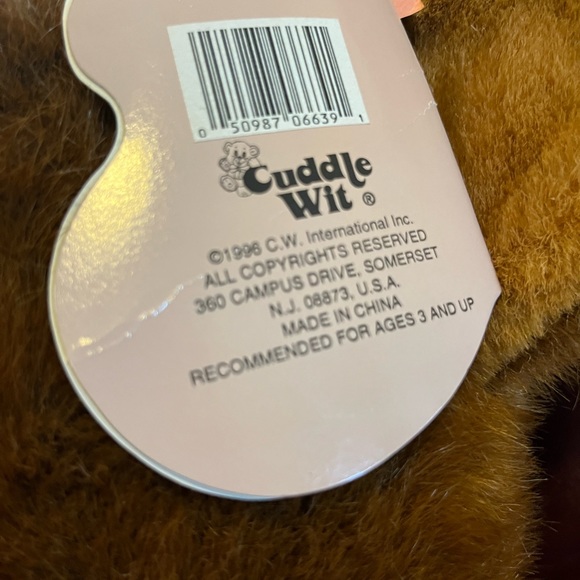 0 50987 06639 1
Cuddle
Wit ®
©1996 C.W. International Inc.
ALL COPYRIGHTS RESERVED
360 CAMPUS DRIVE, SOMERSET
N.J. 08873, U.S.A.
MADE IN CHINA
RECOMMENDED FOR AGES 3 AND UP